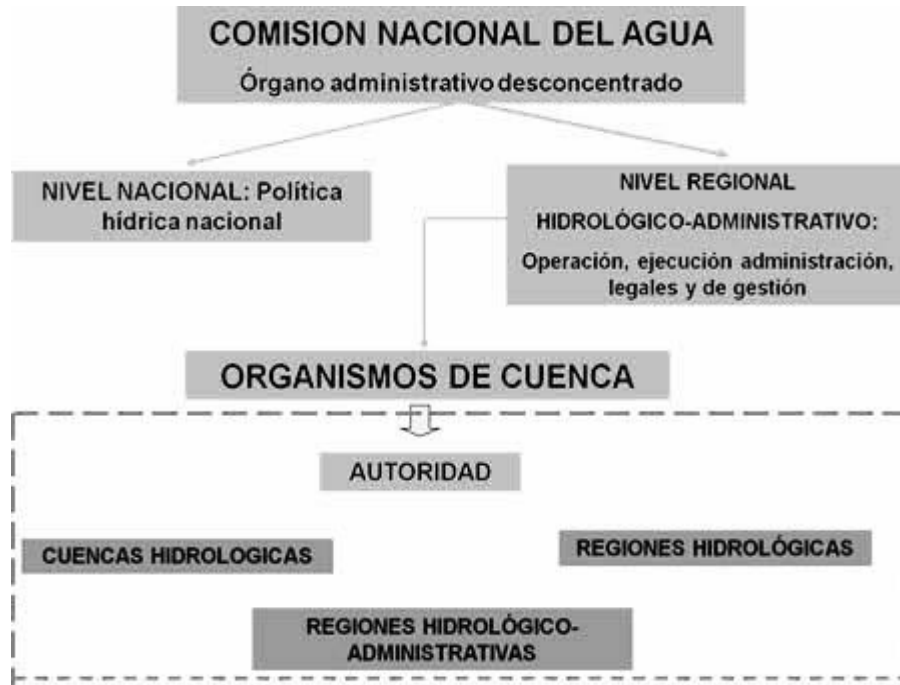 COMISION NACIONAL DEL AGUA
Órgano administrativo desconcentrado
NIVEL NACIONAL: Política
hídrica nacional
NIVEL REGIONAL
HIDROLÓGICO-ADMINISTRATIVO:
Operación, ejecución administración,
legales y de gestión
ORGANISMOS DE CUENCA
AUTORIDAD
CUENCAS HIDROLOGICAS
REGIONES HIDROLÓGICAS
REGIONES HIDROLÓGICO-
ADMINISTRATIVAS